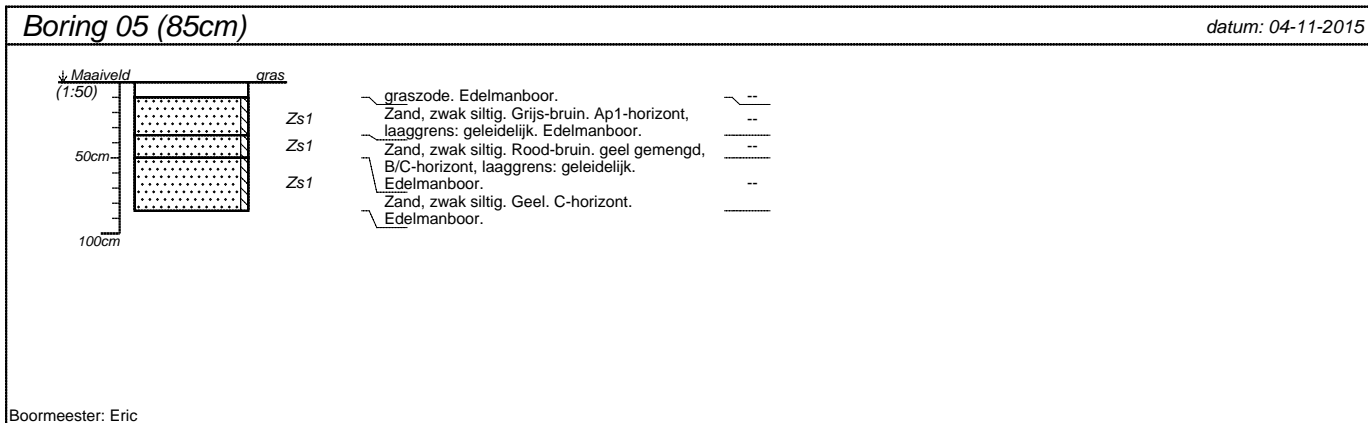 Boring 05 (85cm)
datum: 04-11-2015
Maaiveld
gras
(1:50)
graszode. Edelmanboor.
--
Zs1
Zand, zwak siltig. Grijs-bruin. Ap1-horizont,
laaggrens: geleidelijk. Edelmanboor.
--
Zs1
Zand, zwak siltig. Rood-bruin. geel gemengd,
B/C-horizont, laaggrens: geleidelijk.
Edelmanboor.
--
50cm
Zs1
Zand, zwak siltig. Geel. C-horizont.
Edelmanboor.
--
100cm
Boormeester: Eric